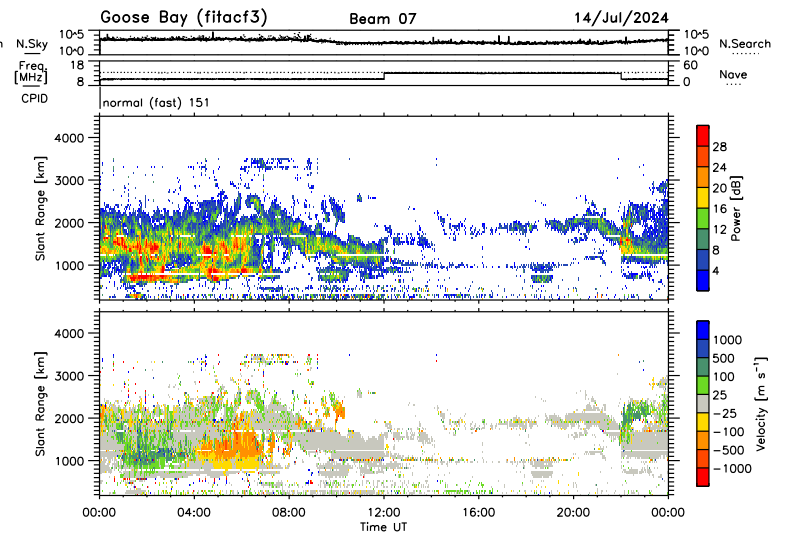 Goose Bay (fitacf3) Beam 07 14/Jul/2024
N.Sky 10^5 10^0 10^5 10^0 N.Search
Freq. [MHz] 18 8 60 0 Nave
CPID normal (fast) 151
Slant Range [km] 4000 3000 2000 1000
Power [dB] 28 24 20 16 12 8 4
Slant Range [km] 4000 3000 2000 1000
Velocity [m s⁻¹] 1000 500 100 25 −25 −100 −500 −1000
00:00 04:00 08:00 12:00 16:00 20:00 00:00
Time UT